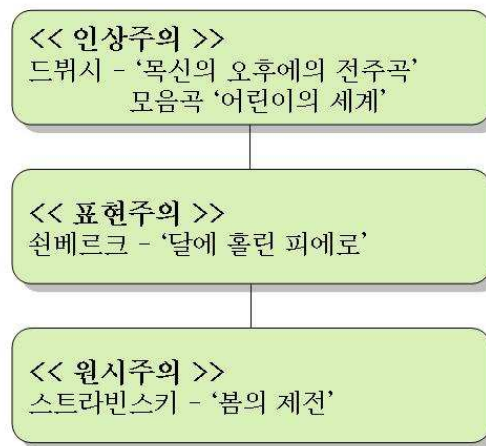 << 인상주의 >>
드뷔시 – ‘목신의 오후에의 전주곡’
모음곡 ‘어린이의 세계’
<< 표현주의 >>
쇤베르크 – ‘달에 홀린 피에로’
<< 원시주의 >>
스트라빈스키 – ‘봄의 제전’